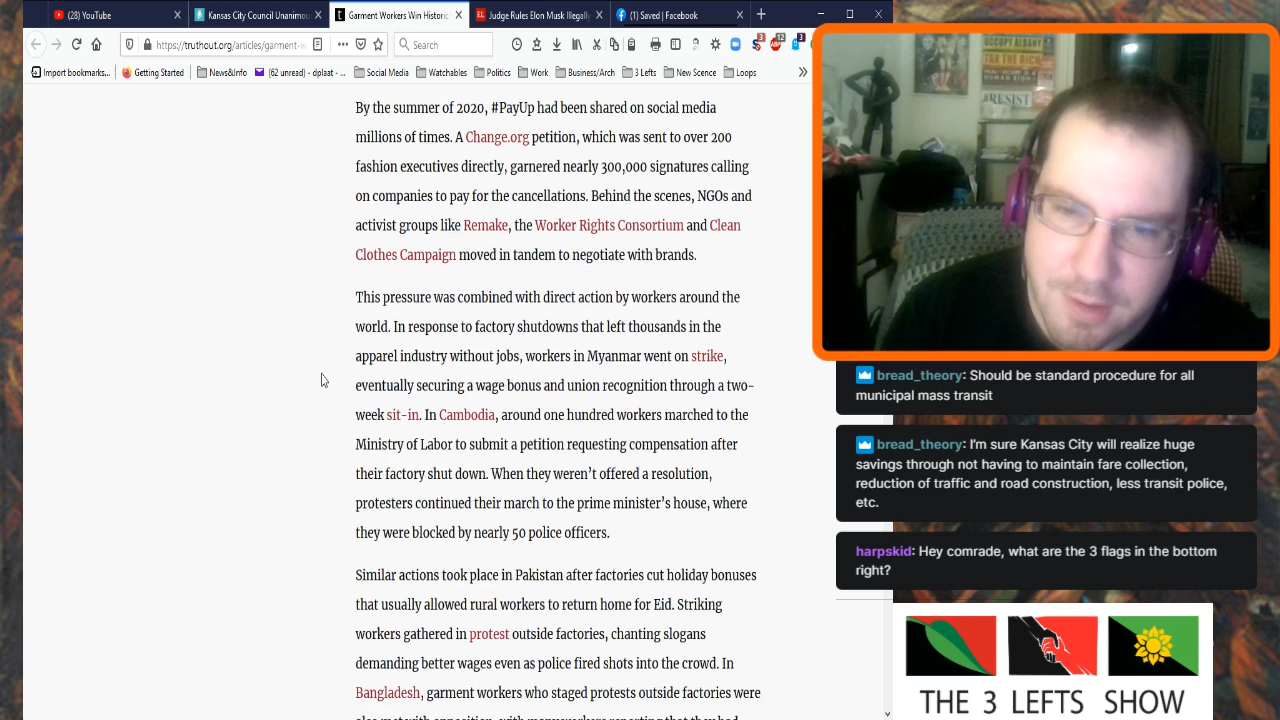 (28) YouTube
Kansas City Council Unanimou
Garment Workers Win Historic
Judge Rules Elon Musk Illegally
(1) Saved | Facebook
https://truthout.org/articles/garment-w
Search
3
12
3
Import bookmarks...
Getting Started
News&Info
(62 unread) - dplaat - ...
Social Media
Watchables
Politics
Work
Business/Arch
3 Lefts
New Science
Loops
OCCUPY ALBANY
TAX THE RICH
RESIST
By the summer of 2020, #PayUp had been shared on social media
millions of times. A Change.org petition, which was sent to over 200
fashion executives directly, garnered nearly 300,000 signatures calling
on companies to pay for the cancellations. Behind the scenes, NGOs and
activist groups like Remake, the Worker Rights Consortium and Clean
Clothes Campaign moved in tandem to negotiate with brands.
This pressure was combined with direct action by workers around the
world. In response to factory shutdowns that left thousands in the
apparel industry without jobs, workers in Myanmar went on strike,
eventually securing a wage bonus and union recognition through a two-
week sit-in. In Cambodia, around one hundred workers marched to the
Ministry of Labor to submit a petition requesting compensation after
their factory shut down. When they weren't offered a resolution,
protesters continued their march to the prime minister's house, where
they were blocked by nearly 50 police officers.
Similar actions took place in Pakistan after factories cut holiday bonuses
that usually allowed rural workers to return home for Eid. Striking
workers gathered in protest outside factories, chanting slogans
demanding better wages even as police fired shots into the crowd. In
Bangladesh, garment workers who staged protests outside factories were
bread_theory: Should be standard procedure for all
municipal mass transit
bread_theory: I'm sure Kansas City will realize huge
savings through not having to maintain fare collection,
reduction of traffic and road construction, less transit police,
etc.
harpskid: Hey comrade, what are the 3 flags in the bottom
right?
THE 3 LEFTS SHOW